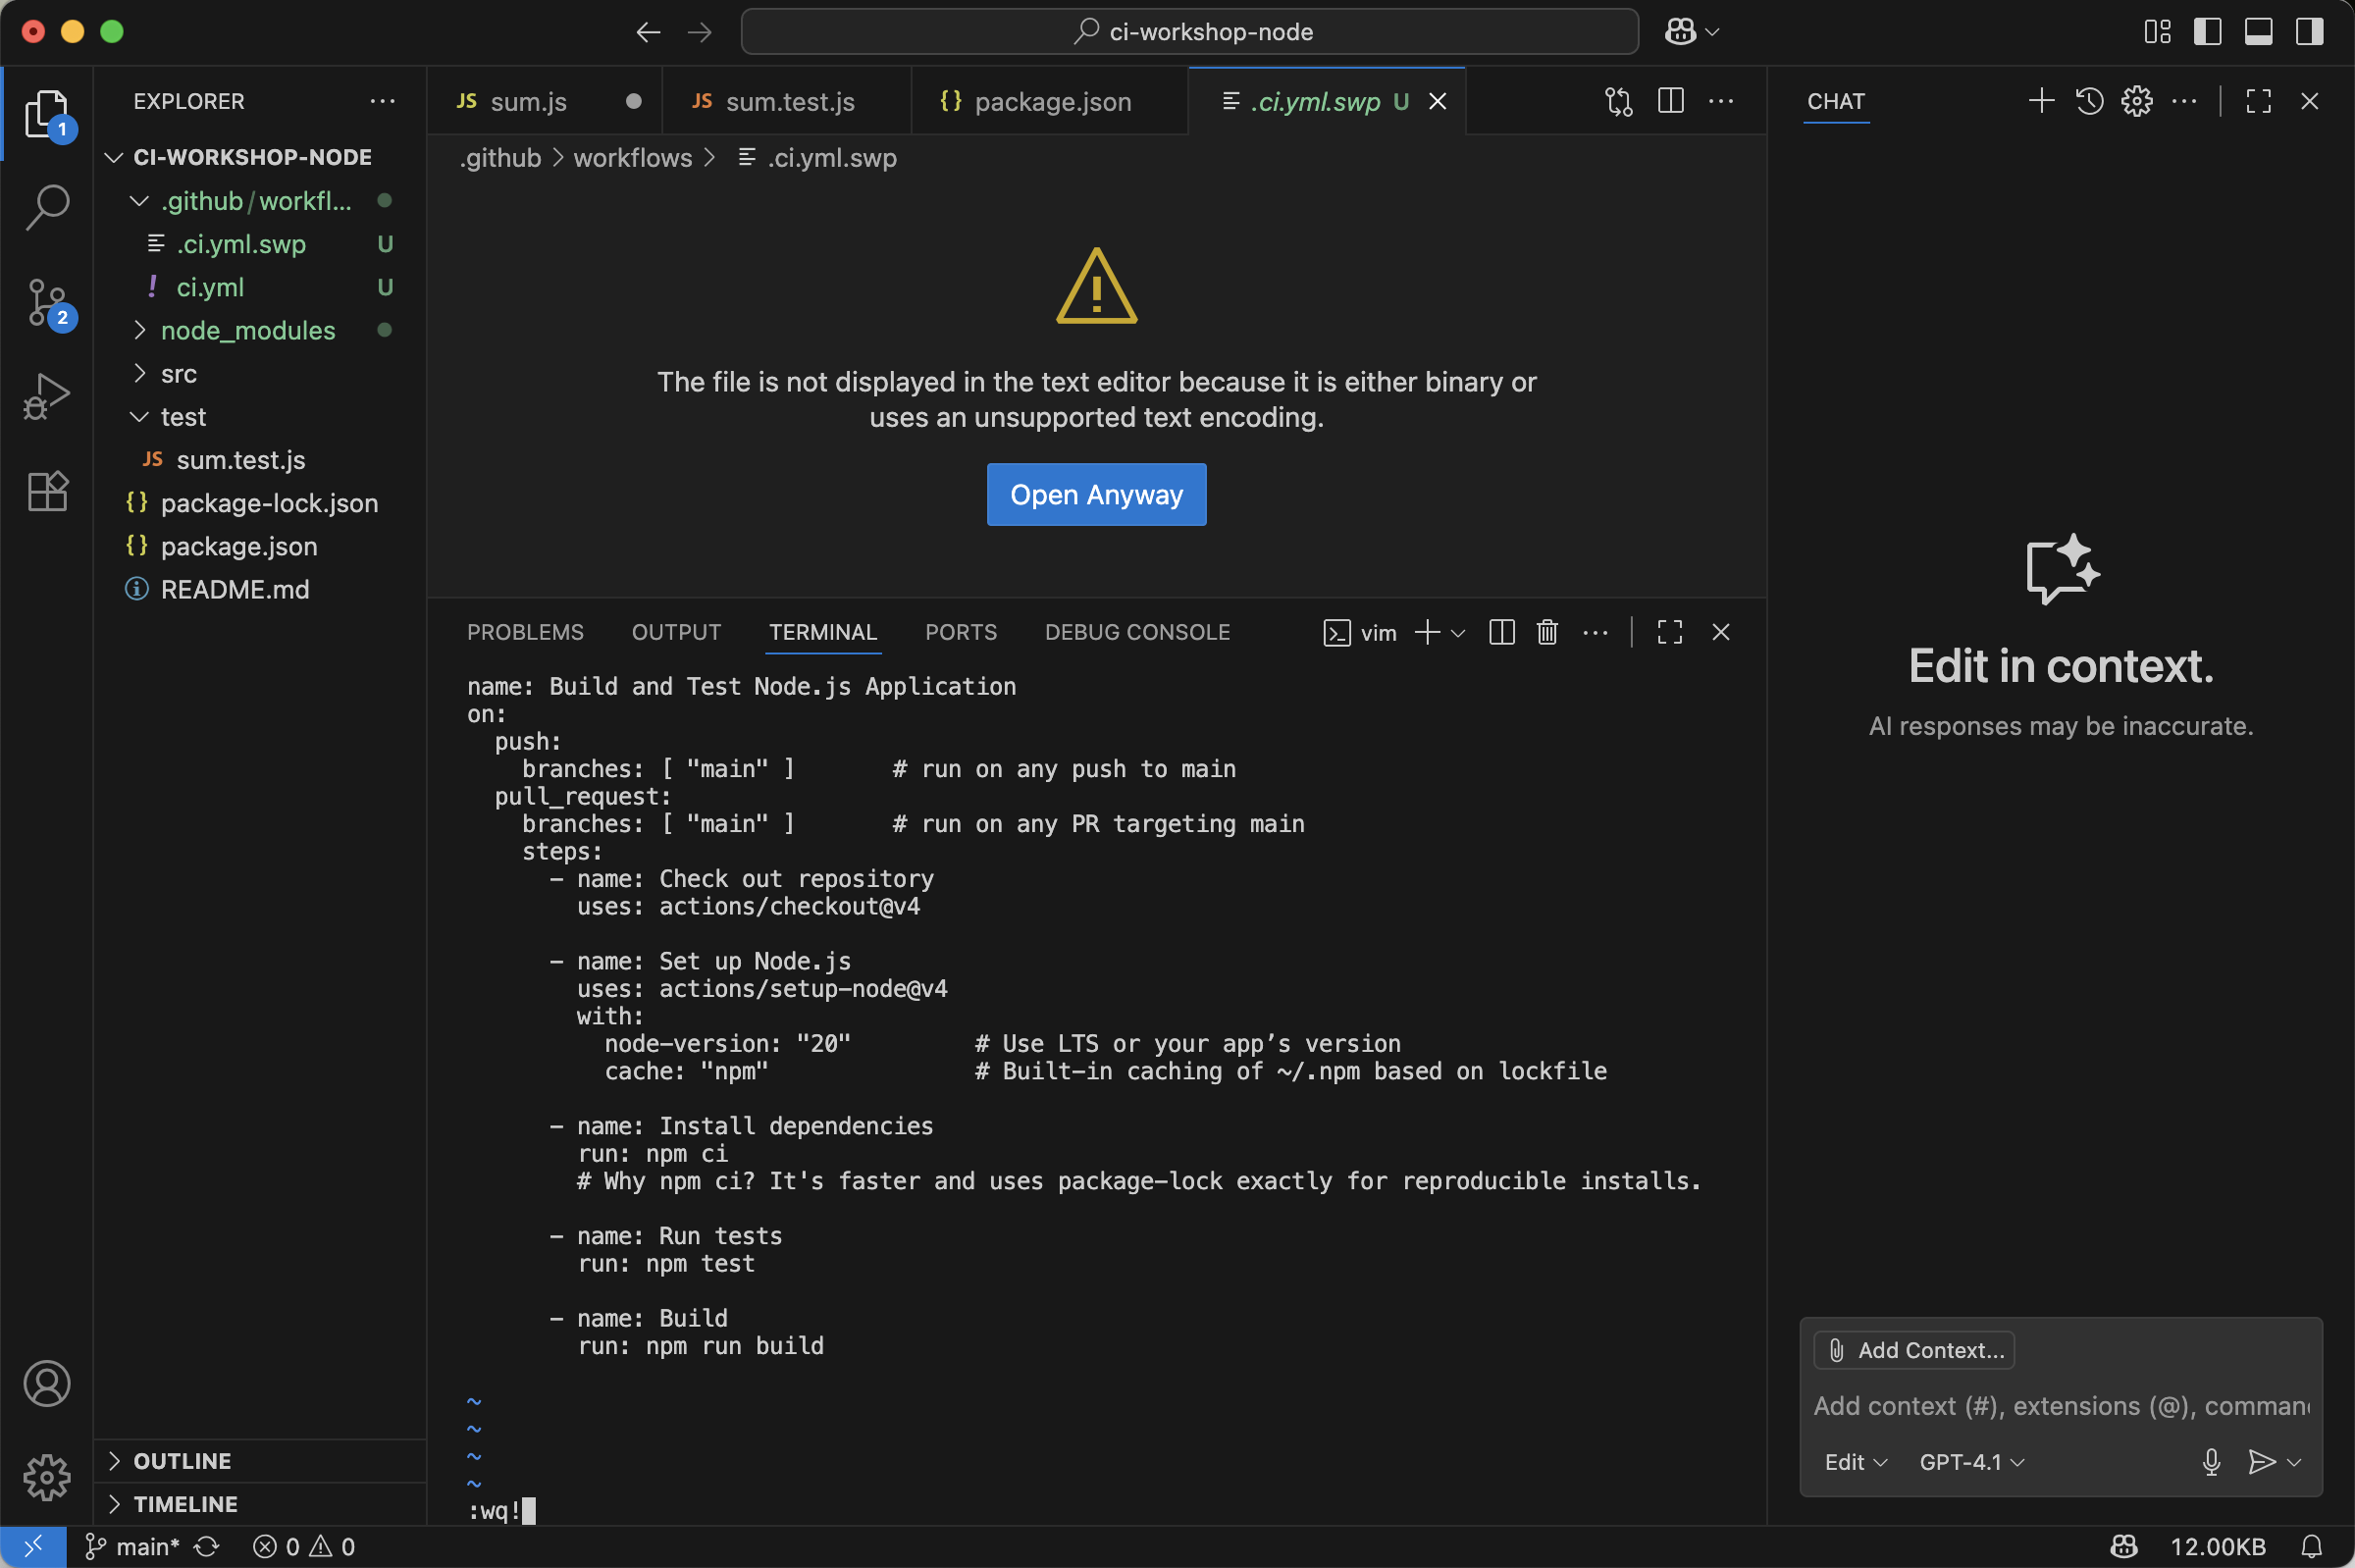 ci-workshop-node
EXPLORER
CI-WORKSHOP-NODE
.github/workfl...
.ci.yml.swp U
! ci.yml U
node_modules
src
test
JS sum.test.js
{} package-lock.json
{} package.json
README.md
OUTLINE
TIMELINE
1
2
JS sum.js
JS sum.test.js
{} package.json
.ci.yml.swp U
.github > workflows > .ci.yml.swp
The file is not displayed in the text editor because it is either binary or
uses an unsupported text encoding.
Open Anyway
PROBLEMS OUTPUT TERMINAL PORTS DEBUG CONSOLE
vim
name: Build and Test Node.js Application
on:
  push:
    branches: [ "main" ]       # run on any push to main
  pull_request:
    branches: [ "main" ]       # run on any PR targeting main
    steps:
      - name: Check out repository
        uses: actions/checkout@v4

      - name: Set up Node.js
        uses: actions/setup-node@v4
        with:
          node-version: "20"         # Use LTS or your app’s version
          cache: "npm"               # Built-in caching of ~/.npm based on lockfile

      - name: Install dependencies
        run: npm ci
        # Why npm ci? It's faster and uses package-lock exactly for reproducible installs.

      - name: Run tests
        run: npm test

      - name: Build
        run: npm run build

~
~
~
~
:wq!
CHAT
Edit in context.
AI responses may be inaccurate.
Add Context...
Add context (#), extensions (@),
Edit
GPT-4.1
main*
0
0
12.00KB